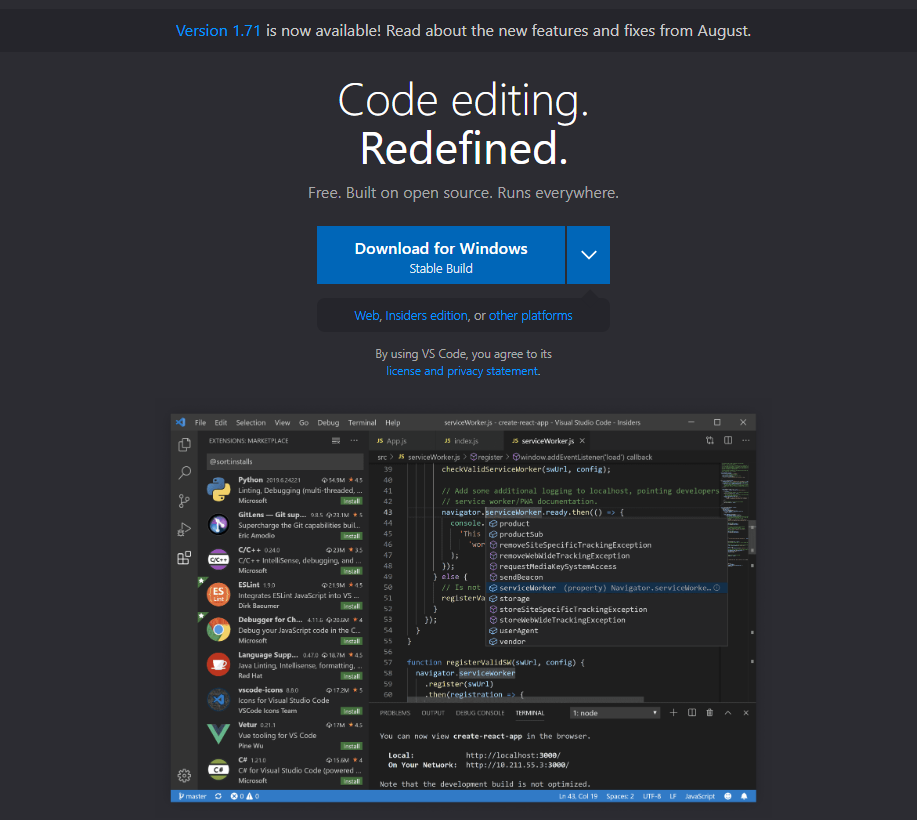 Version 1.71 is now available! Read about the new features and fixes from August.
Code editing.
Redefined.
Free. Built on open source. Runs everywhere.
Download for Windows
Stable Build
Web, Insiders edition, or other platforms
By using VS Code, you agree to its
license and privacy statement.
File Edit Selection View Go Debug Terminal Help serviceWorker.js - create-react-app - Visual Studio Code - Insiders
EXTENSIONS: MARKETPLACE
@sort:installs
Python 2019.6.24221 54.9M 4.5
Linting, Debugging (multi-threaded, ...
Microsoft Install
GitLens — Git sup... 9.8.5 23.1M 5
Supercharge the Git capabilities buil...
Eric Amodio Install
C/C++ 0.24.0 23M 3.5
C/C++ IntelliSense, debugging, and ...
Microsoft Install
ESLint 1.9.0 21.9M 4.5
Integrates ESLint JavaScript into VS ...
Dirk Baeumer Install
Debugger for C... 4.11.6 20.6M 4
Debug your JavaScript code in the C...
Microsoft Install
Language Supp... 0.47.0 18.7M 4.5
Java Linting, Intellisense, formatting, ...
Red Hat Install
vscode-icons 8.8.0 17.2M 5
Icons for Visual Studio Code
VSCode Icons Team Install
Vetur 0.21.1 17M 4.5
Vue tooling for VS Code
Pine Wu Install
C# 1.21.0 15.6M 4
C# for Visual Studio Code (powered ...
Microsoft Install
JS App.js JS index.js JS serviceWorker.js
src > JS serviceWorker.js > register > window.addEventListener('load') callback
39 checkValidServiceWorker(swUrl, config);
40
41 // Add some additional logging to localhost, pointing developers
42 // service worker/PWA documentation.
43 navigator.serviceWorker.ready.then(() => {
44 console.
45 'This
46 'wor
47 );
48 });
49 } else {
50 // Is not
51 registerVa
52 }
53 });
54 }
55 }
56
57 function registerValidSW(swUrl, config) {
58 navigator.serviceWorker
59 .register(swUrl)
60 .then(registration => {
product
productSub
removeSiteSpecificTrackingException
removeWebWideTrackingException
requestMediaKeySystemAccess
sendBeacon
serviceWorker (property) Navigator.serviceWorke...
storage
storeSiteSpecificTrackingException
storeWebWideTrackingException
userAgent
vendor
PROBLEMS OUTPUT DEBUG CONSOLE TERMINAL 1: node
You can now view create-react-app in the browser.
Local: http://localhost:3000/
On Your Network: http://10.211.55.3:3000/
Note that the development build is not optimized.
master 0 0 Ln 43, Col 19 Spaces: 2 UTF-8 LF JavaScript